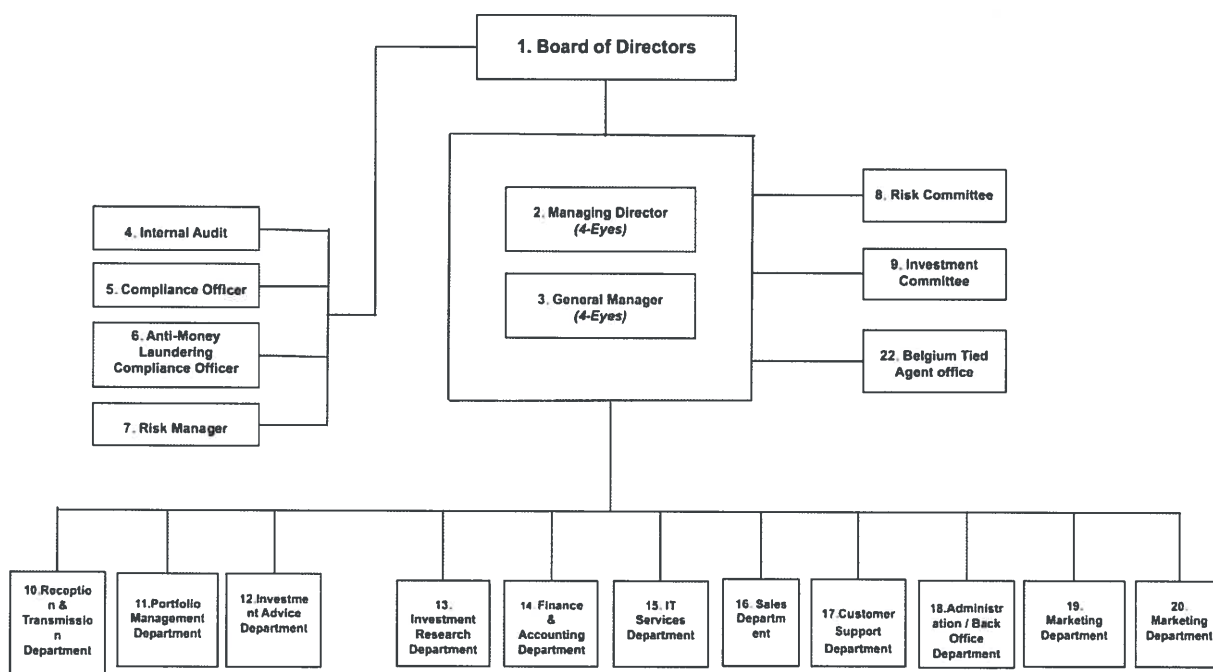 1. Board of Directors
2. Managing Director
(4-Eyes)
3. General Manager
(4-Eyes)
4. Internal Audit
5. Compliance Officer
6. Anti-Money
Laundering
Compliance Officer
7. Risk Manager
8. Risk Committee
9. Investment
Committee
22. Belgium Tied
Agent office
10.Receptio
n &
Transmissio
n
Department
11.Portfolio
Management
Department
12.Investme
nt Advice
Department
13.
Investment
Research
Department
14. Finance
&
Accounting
Department
15. IT
Services
Department
16. Sales
Departm
ent
17.Customer
Support
Department
18.Administr
ation / Back
Office
Department
19.
Marketing
Department
20.
Marketing
Department